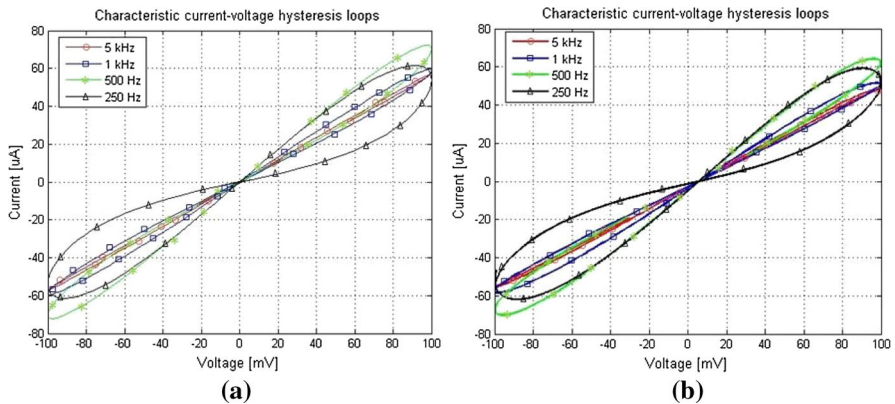 Characteristic current-voltage hysteresis loops
80
60
40
20
0
-20
-40
-60
-80
Current [uA]
5 kHz
1 kHz
500 Hz
250 Hz
-100 -80 -60 -40 -20 0 20 40 60 80 100
Voltage [mV]
(a)
Characteristic current-voltage hysteresis loops
80
60
40
20
0
-20
-40
-60
-80
Current [uA]
5 kHz
1 kHz
500 Hz
250 Hz
-100 -80 -60 -40 -20 0 20 40 60 80 100
Voltage [mV]
(b)